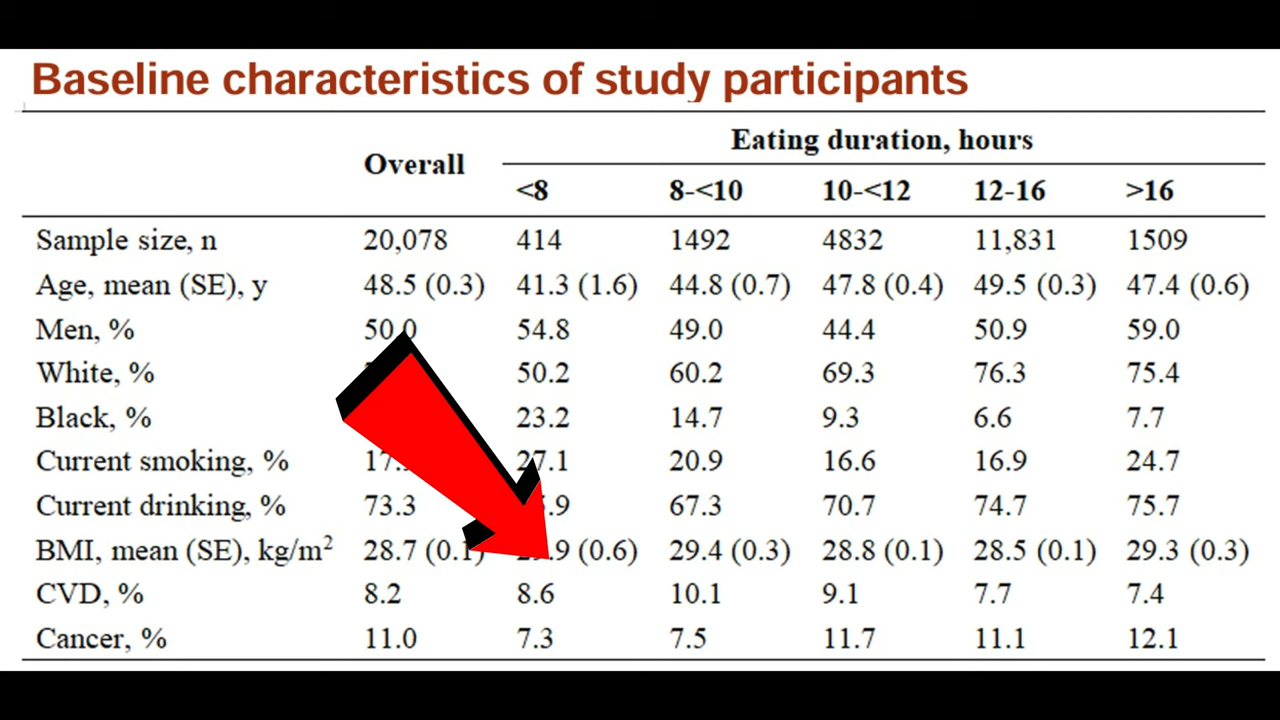 Baseline characteristics of study participants
Eating duration, hours
Overall
<8 8-<10 10-<12 12-16 >16
Sample size, n 20,078 414 1492 4832 11,831 1509
Age, mean (SE), y 48.5 (0.3) 41.3 (1.6) 44.8 (0.7) 47.8 (0.4) 49.5 (0.3) 47.4 (0.6)
Men, % 50.0 54.8 49.0 44.4 50.9 59.0
White, % 50.2 60.2 69.3 76.3 75.4
Black, % 23.2 14.7 9.3 6.6 7.7
Current smoking, % 27.1 20.9 16.6 16.9 24.7
Current drinking, % 73.3 67.3 70.7 74.7 75.7
BMI, mean (SE), kg/m² 28.7 (0.1) (0.6) 29.4 (0.3) 28.8 (0.1) 28.5 (0.1) 29.3 (0.3)
CVD, % 8.2 8.6 10.1 9.1 7.7 7.4
Cancer, % 11.0 7.3 7.5 11.7 11.1 12.1